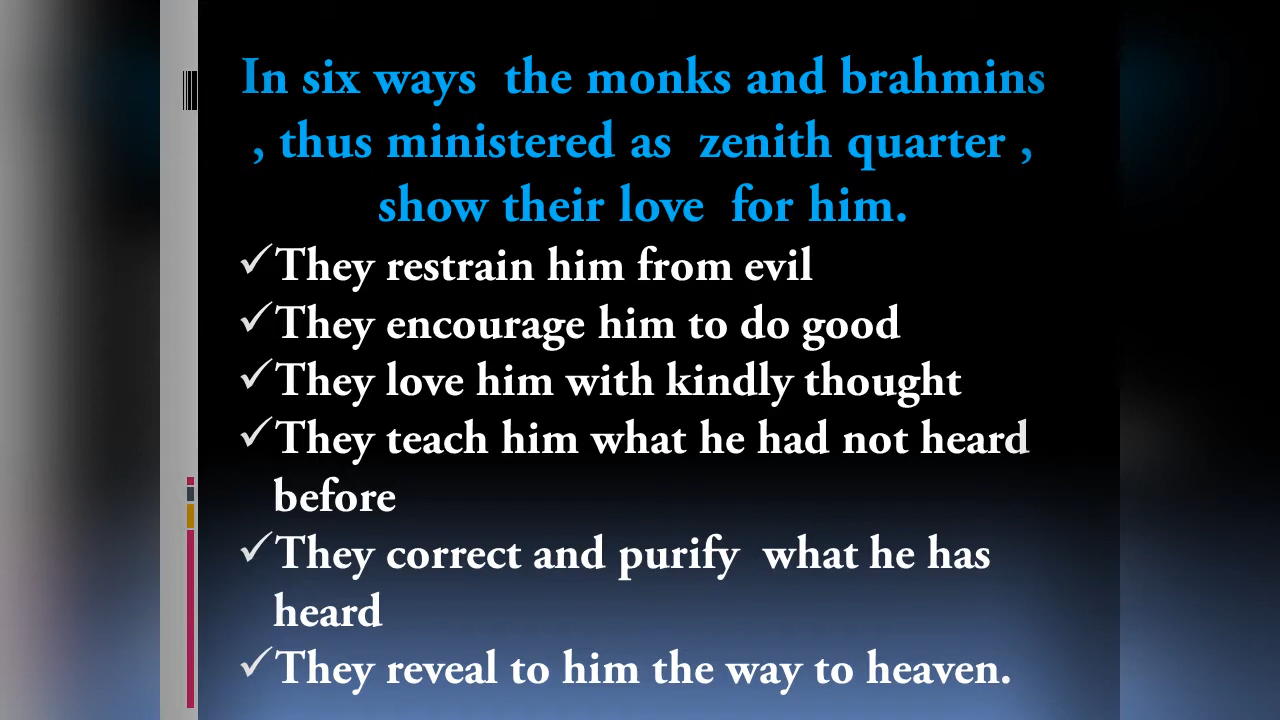 In six ways  the monks and brahmins
, thus ministered as  zenith quarter ,
show their love  for him.
✓They restrain him from evil
✓They encourage him to do good
✓They love him with kindly thought
✓They teach him what he had not heard
before
✓They correct and purify  what he has
heard
✓They reveal to him the way to heaven.